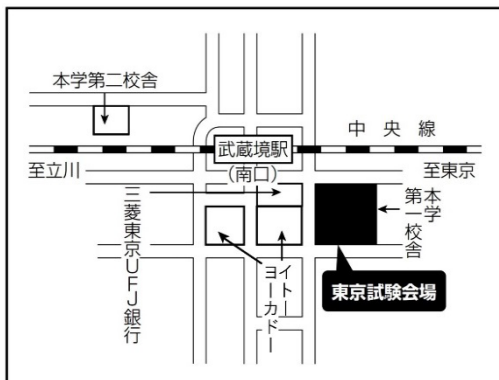 本学第二校舎
中央線
武蔵境駅
(南口)
至立川
至東京
三菱東京UFJ銀行
イトー
ヨーカドー
本学
第一校舎
東京試験会場